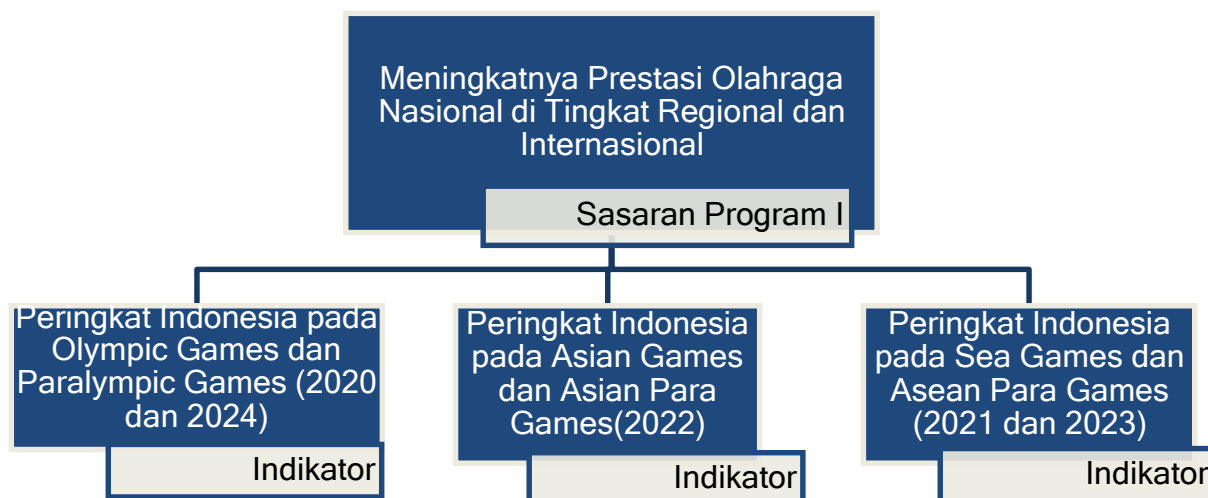 Meningkatnya Prestasi Olahraga
Nasional di Tingkat Regional dan
Internasional
Sasaran Program I
Peringkat Indonesia pada
Olympic Games dan
Paralympic Games (2020
dan 2024)
Indikator
Peringkat Indonesia
pada Asian Games
dan Asian Para
Games(2022)
Indikator
Peringkat Indonesia
pada Sea Games dan
Asean Para Games
(2021 dan 2023)
Indikator